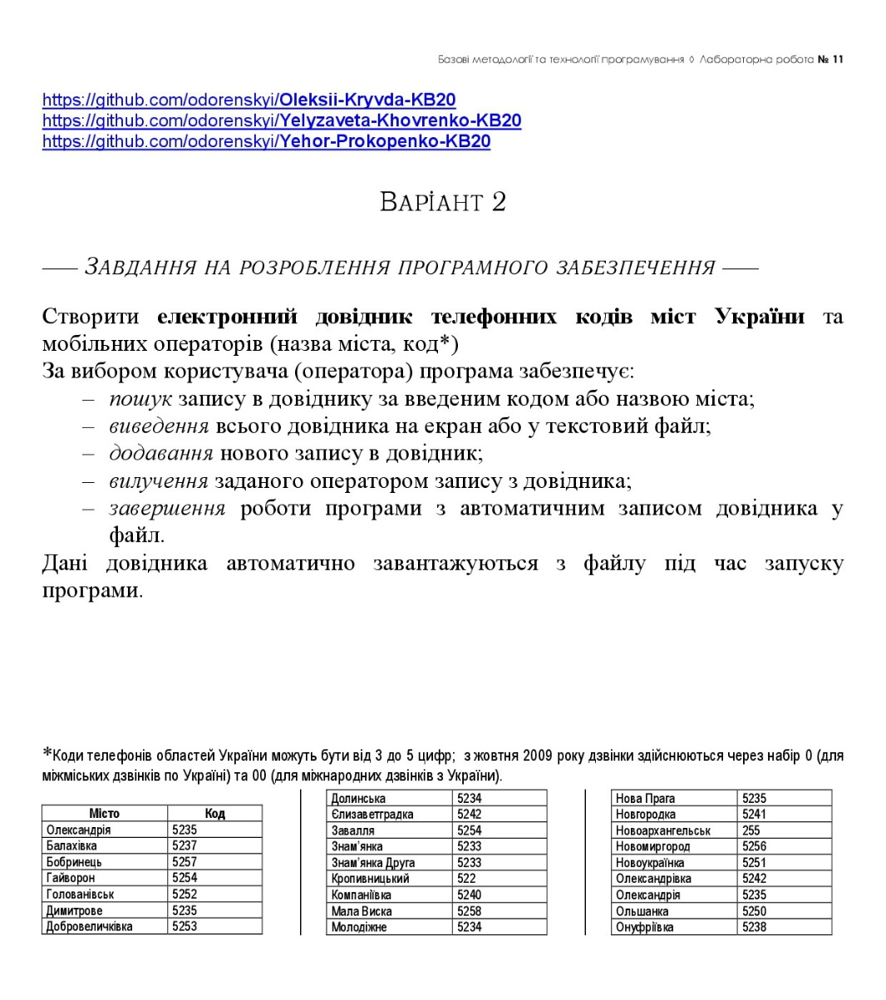 Базові методології та технології програмування ◊ Лабораторна робота № 11
https://github.com/odorenskyi/Oleksii-Kryvda-KB20
https://github.com/odorenskyi/Yelyzaveta-Khovrenko-KB20
https://github.com/odorenskyi/Yehor-Prokopenko-KB20
ВАРІАНТ 2
—— ЗАВДАННЯ НА РОЗРОБЛЕННЯ ПРОГРАМНОГО ЗАБЕЗПЕЧЕННЯ ——
Створити електронний довідник телефонних кодів міст України та
мобільних операторів (назва міста, код*)
За вибором користувача (оператора) програма забезпечує:
– пошук запису в довіднику за введеним кодом або назвою міста;
– виведення всього довідника на екран або у текстовий файл;
– додавання нового запису в довідник;
– вилучення заданого оператором запису з довідника;
– завершення роботи програми з автоматичним записом довідника у
файл.
Дані довідника автоматично завантажуються з файлу під час запуску
програми.
*Коди телефонів областей України можуть бути від 3 до 5 цифр; з жовтня 2009 року дзвінки здійснюються через набір 0 (для
міжміських дзвінків по Україні) та 00 (для міжнародних дзвінків з України).
Місто Код
Олександрія 5235
Балахівка 5237
Бобринець 5257
Гайворон 5254
Голованівськ 5252
Димитрове 5235
Добровеличківка 5253
Долинська 5234
Єлизаветградка 5242
Завалля 5254
Знам'янка 5233
Знам'янка Друга 5233
Кропивницький 522
Компаніївка 5240
Мала Виска 5258
Молодіжне 5234
Нова Прага 5235
Новгородка 5241
Новоархангельськ 255
Новомиргород 5256
Новоукраїнка 5251
Олександрівка 5242
Олександрія 5235
Ольшанка 5250
Онуфріївка 5238